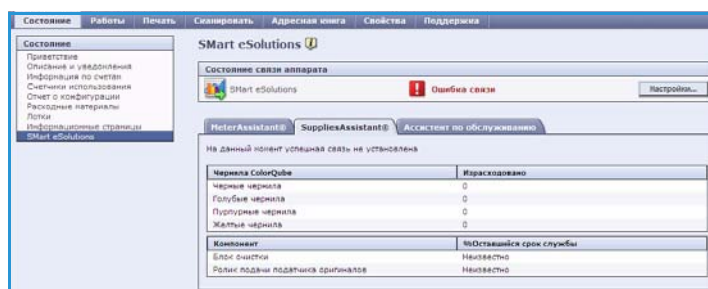 Состояние Работы Печать Сканировать Адресная книга Свойства Поддержка
Состояние
Приветствие
Описание и уведомления
Информация по счетам
Счетчики использования
Отчет о конфигурации
Расходные материалы
Лотки
Информационные страницы
SMart eSolutions
SMart eSolutions
Состояние связи аппарата
SMart eSolutions Ошибка связи Настройки...
MeterAssistant® SuppliesAssistant® Ассистент по обслуживанию
На данный момент успешная связь не установлена
Чернила ColorQube Израсходовано
Черные чернила 0
Голубые чернила 0
Пурпурные чернила 0
Желтые чернила 0
Компонент %Оставшийся срок службы
Блок очистки Неизвестно
Ролик подачи податчика оригиналов Неизвестно